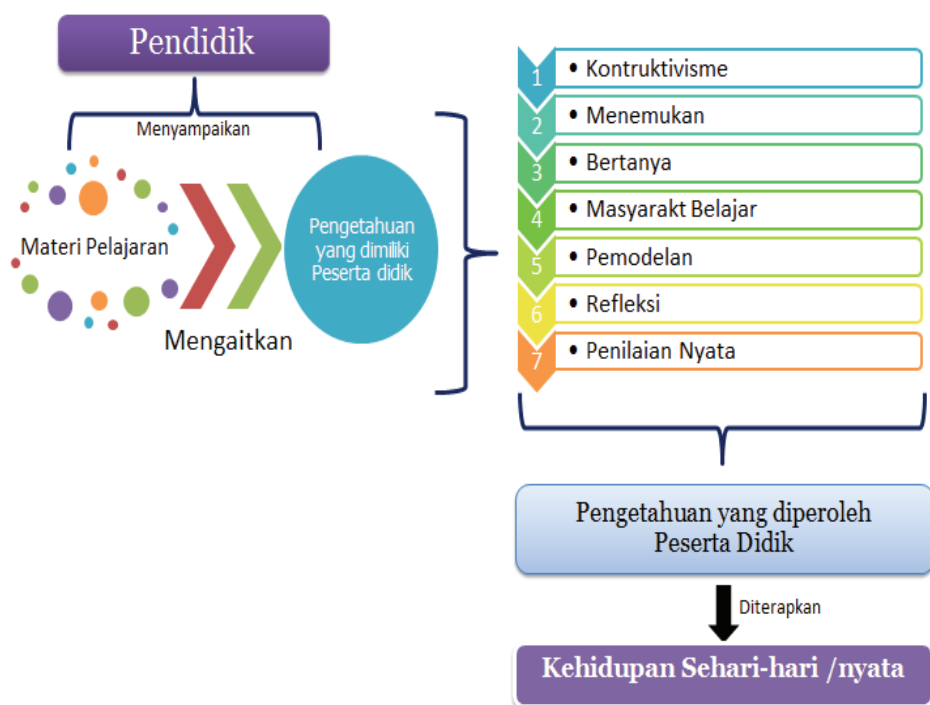 Pendidik
Menyampaikan
Materi Pelajaran
Mengaitkan
Pengetahuan
yang dimiliki
Peserta didik
1 • Kontruktivisme
2 • Menemukan
3 • Bertanya
4 • Masyarakt Belajar
5 • Pemodelan
6 • Refleksi
7 • Penilaian Nyata
Pengetahuan yang diperoleh
Peserta Didik
Diterapkan
Kehidupan Sehari-hari /nyata